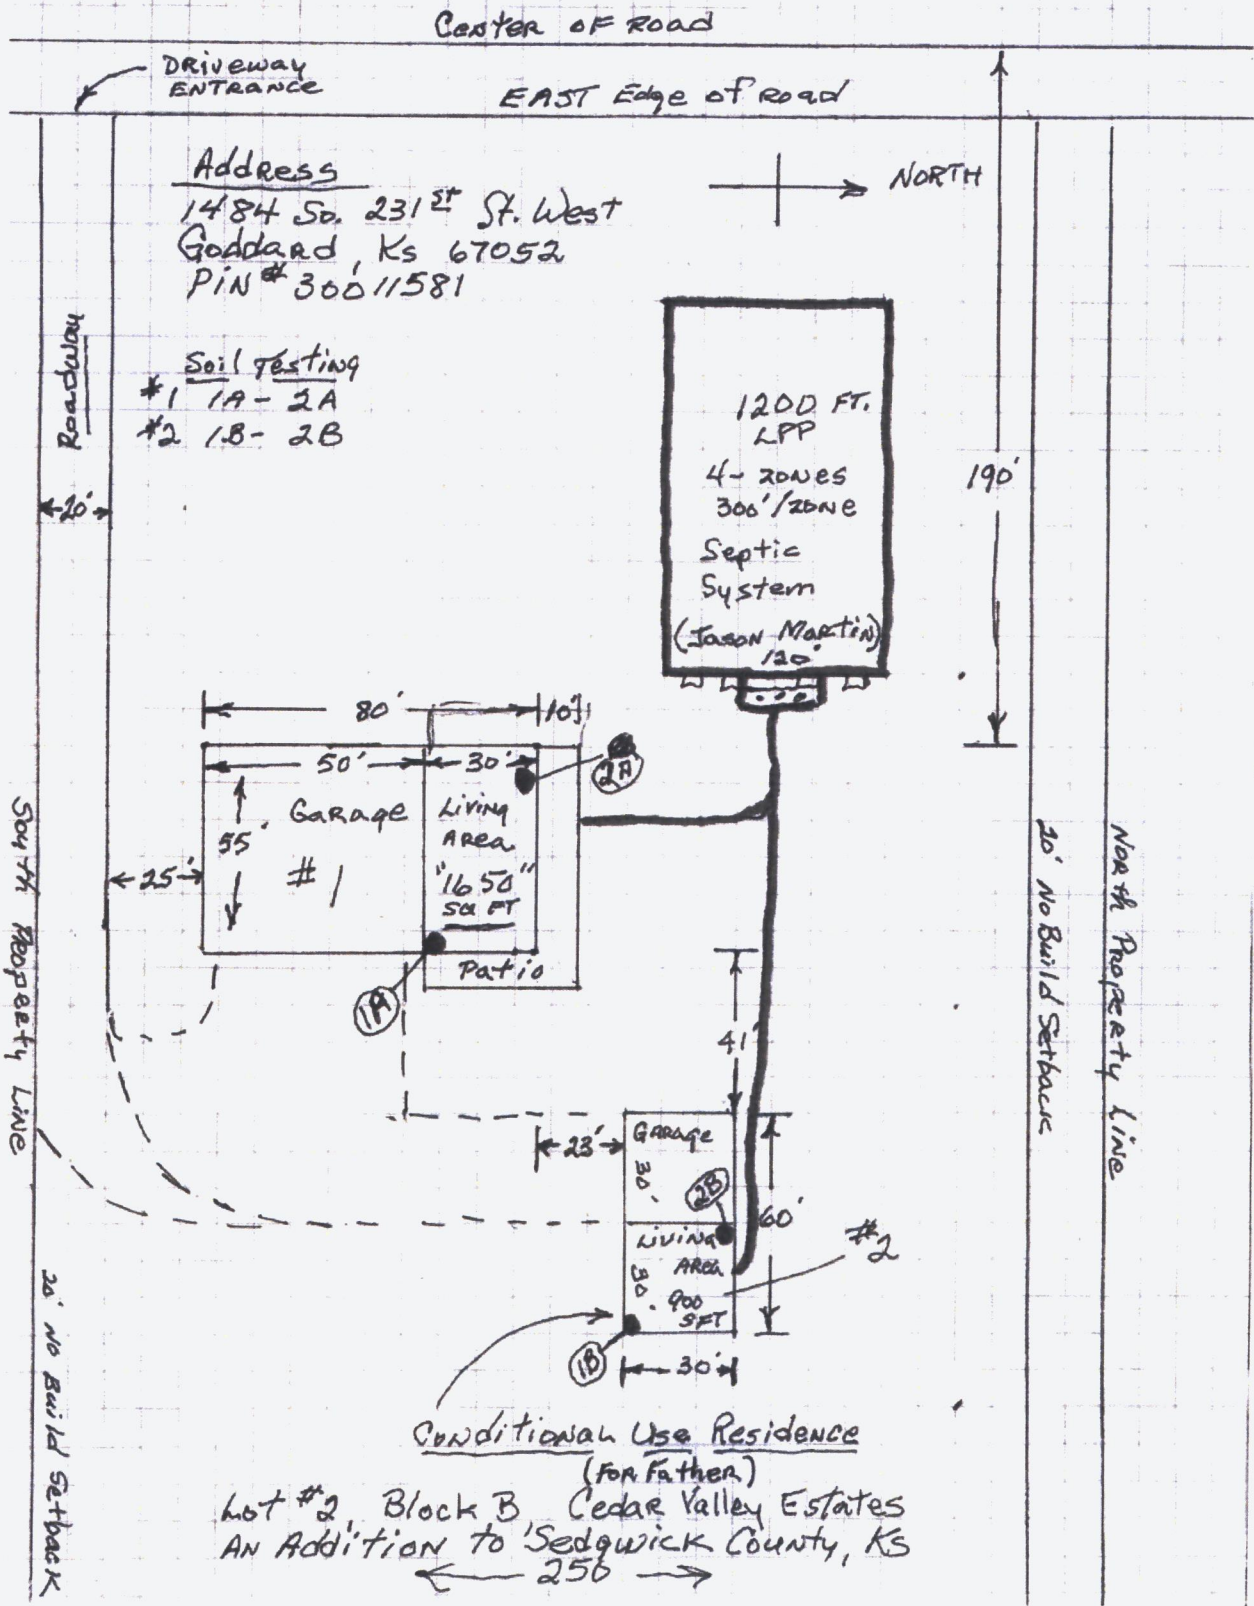 Center of Road
DRiveway
ENTRANCE
EAST Edge of Road
Address
1484 So. 231st St. West
Goddard, Ks 67052
PiN # 30011581
NORTH
Soil Testing
#1 1A - 2A
#2 1B - 2B
Roadway
20'
1200 FT.
LPP
4 - ZONES
300'/ZONE
Septic
System
(Jason Martin)
120'
190'
80'
10'
50'
30'
2A
55'
Garage
#1
Living
Area
"1650"
SQ FT
25'
Patio
1A
41'
South Property Line
20' No Build Setback
North Property Line
23'
Garage
30'
2B
60'
#2
Living
Area
30'
900
SFT
1B
30'
Conditional Use Residence
(For Father)
20' No Build Setback
Lot #2, Block B Cedar Valley Estates
An Addition to Sedgwick County, Ks
250